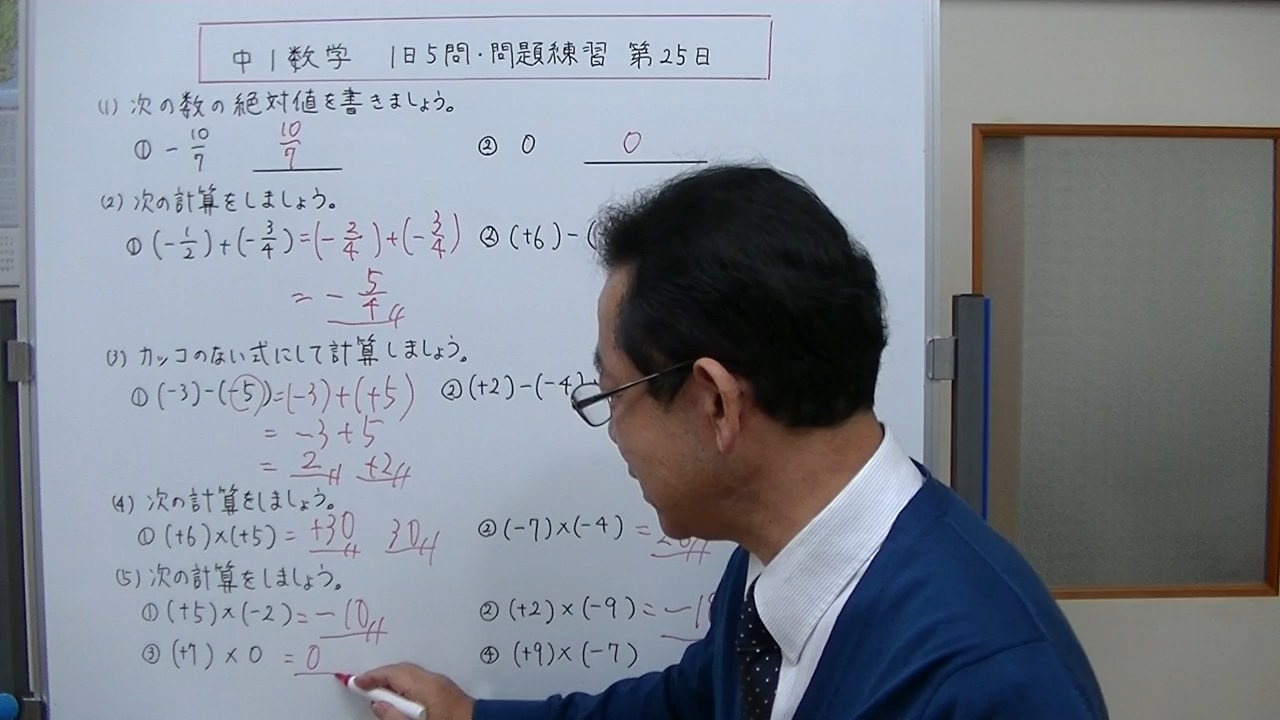 中1数学 1日5問・問題練習 第25日
(1) 次の数の絶対値を書きましょう。
① -10/7 10/7 ② 0 0
(2) 次の計算をしましょう。
① (-1/2)+(-3/4)=(-2/4)+(-3/4) ② (+6)-(
= -5/4
(3) カッコのない式にして計算しましょう。
① (-3)-(-5)=(-3)+(+5) ② (+2)-(-4)
= -3+5
= 2 +2
(4) 次の計算をしましょう。
① (+6)×(+5)= +30 30 ② (-7)×(-4) =
(5) 次の計算をしましょう。
① (+5)×(-2)= -10 ② (+2)×(-9)= -1
③ (+7)×0 = 0 ④ (+9)×(-7)